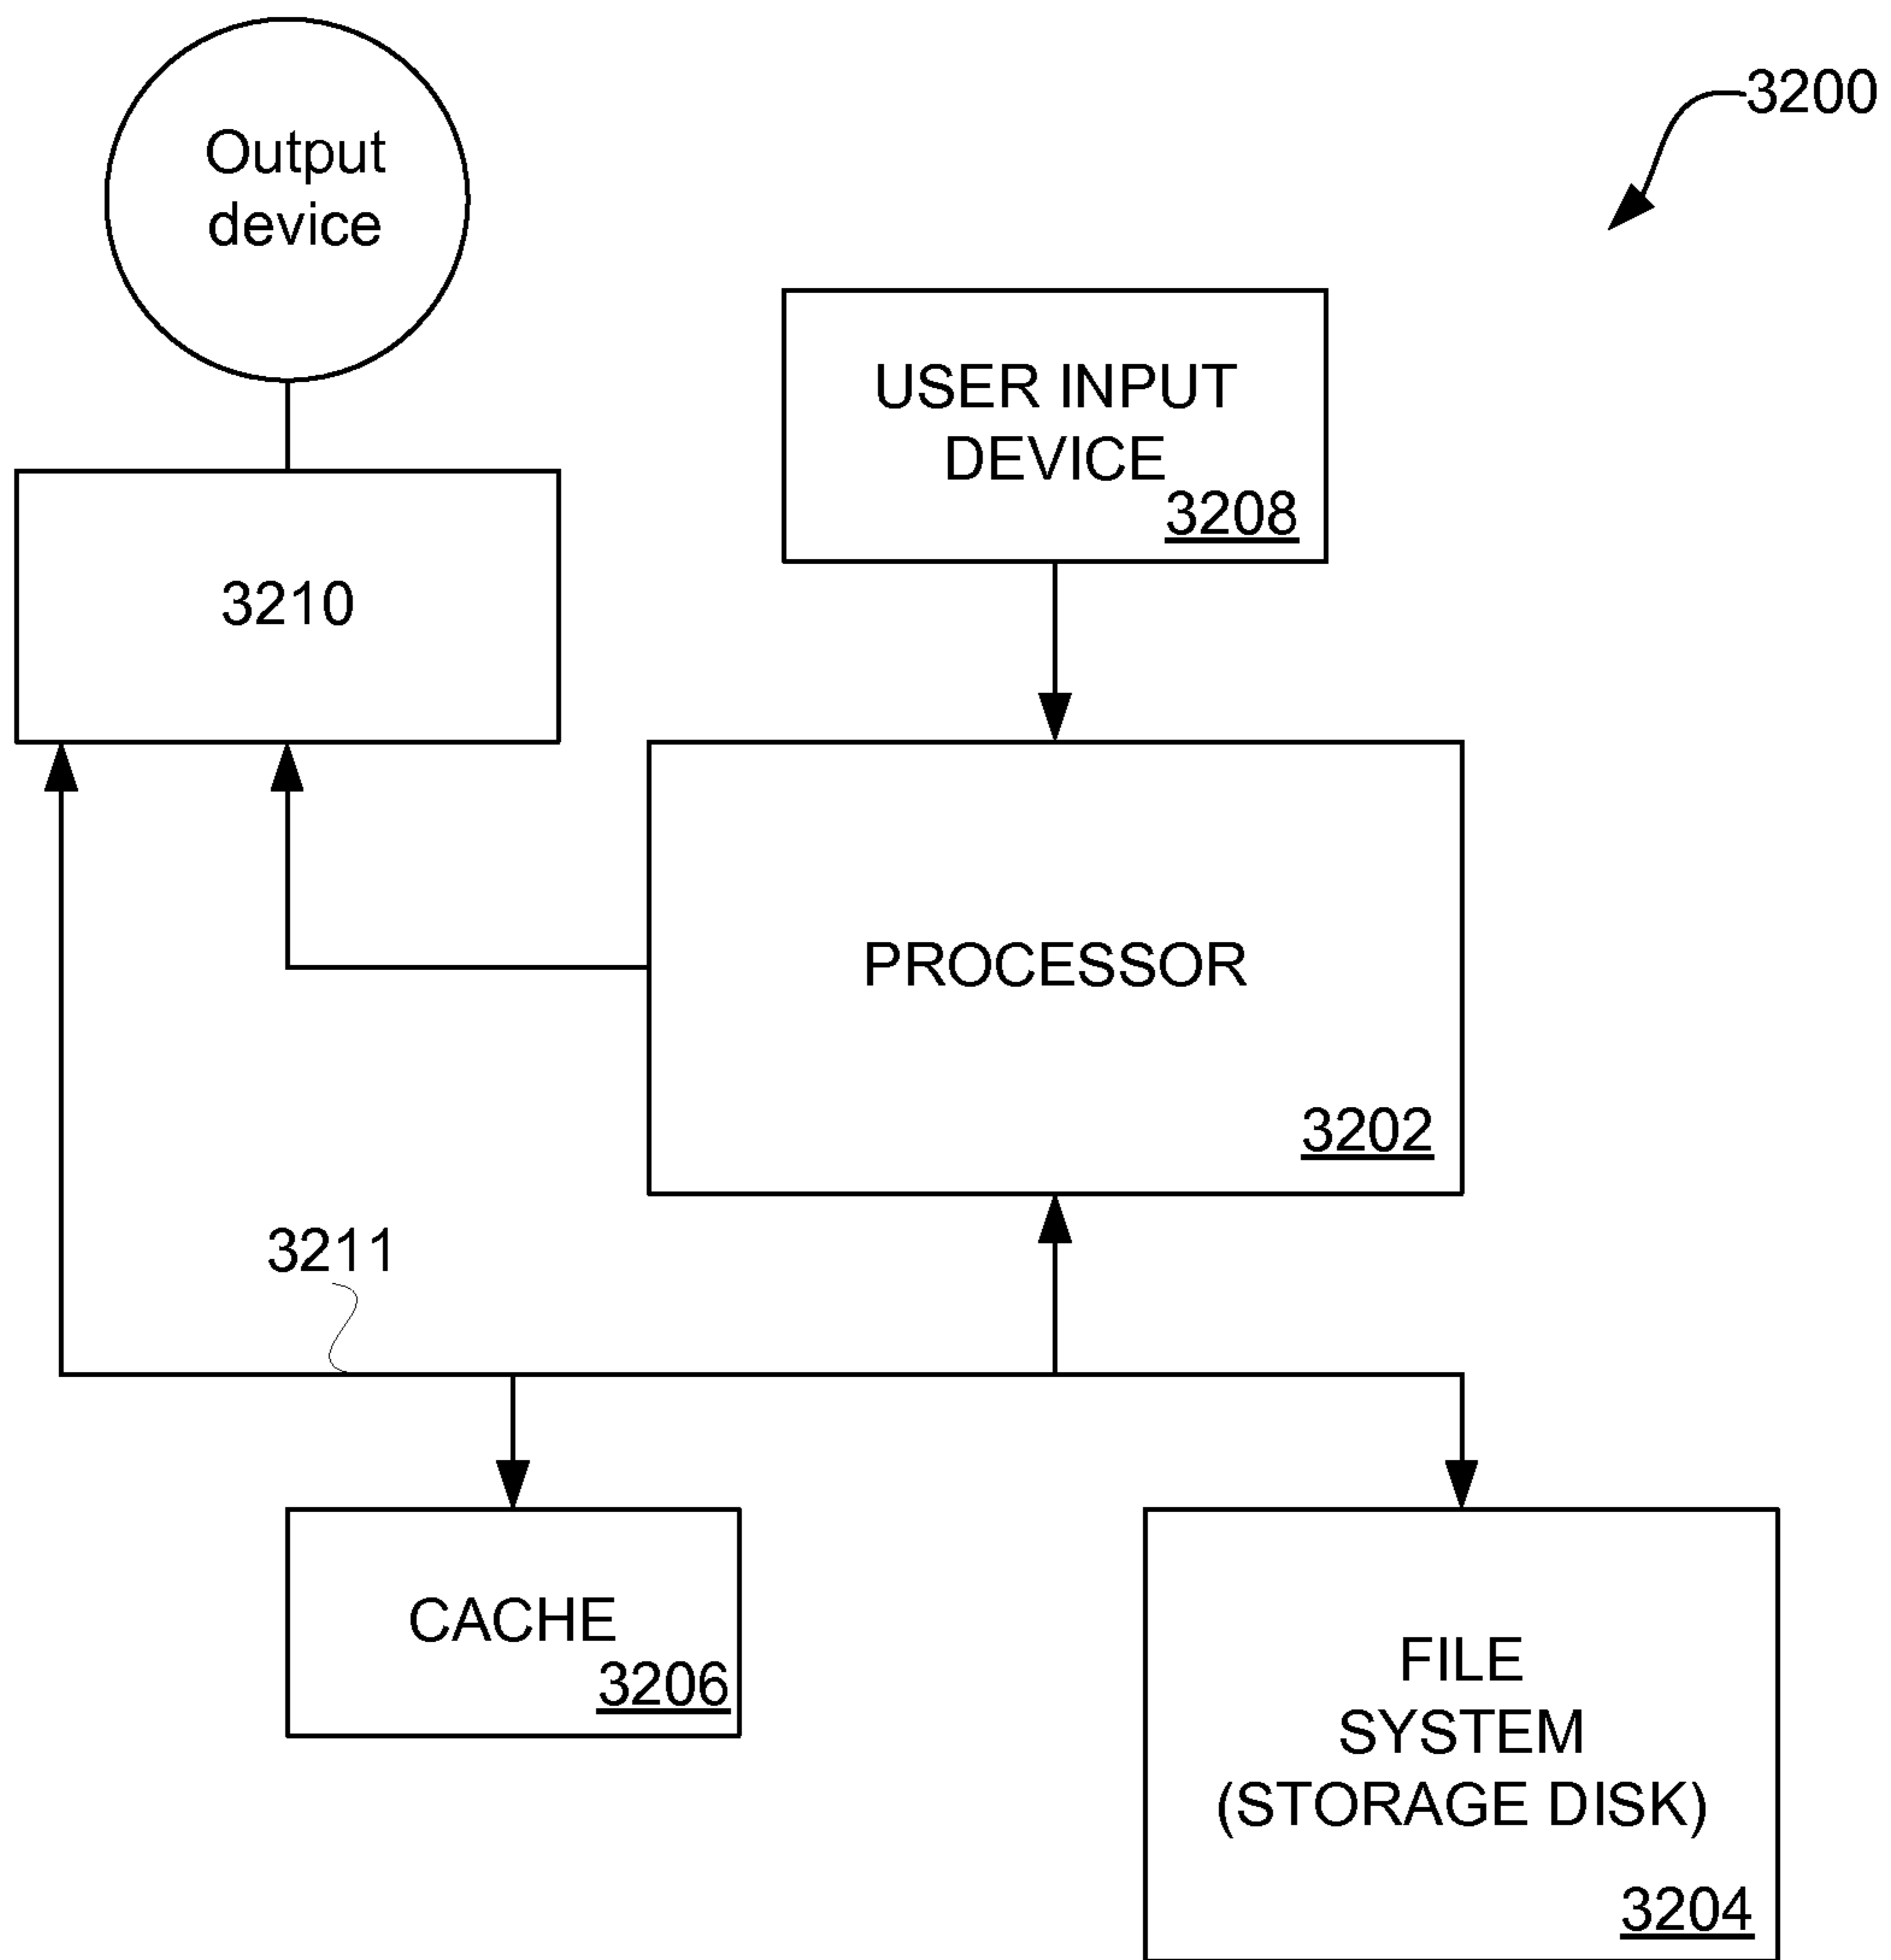 Output
device
3200
USER INPUT
DEVICE
3208
3210
PROCESSOR
3202
3211
CACHE
3206
FILE
SYSTEM
(STORAGE DISK)
3204